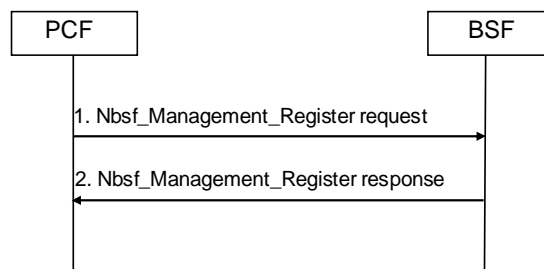 PCF
BSF
1. Nbsf_Management_Register request
2. Nbsf_Management_Register response